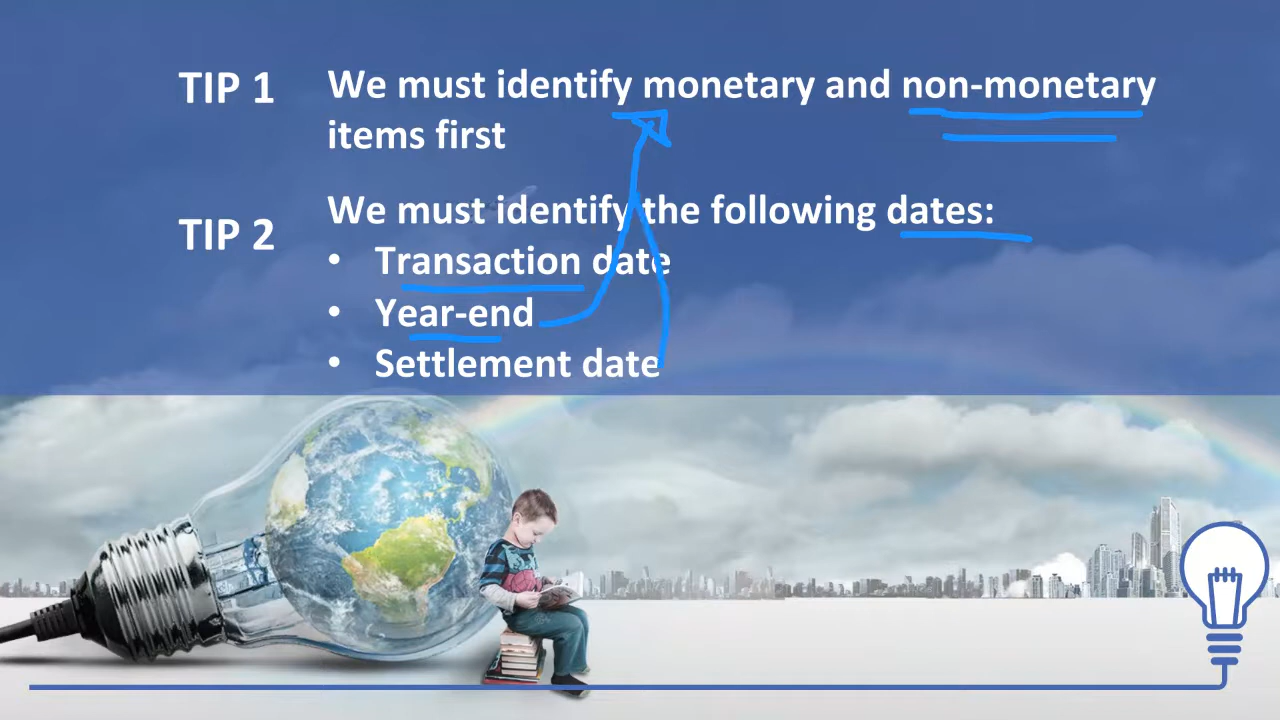 TIP 1
We must identify monetary and non-monetary
items first
TIP 2
We must identify the following dates:
• Transaction date
• Year-end
• Settlement date